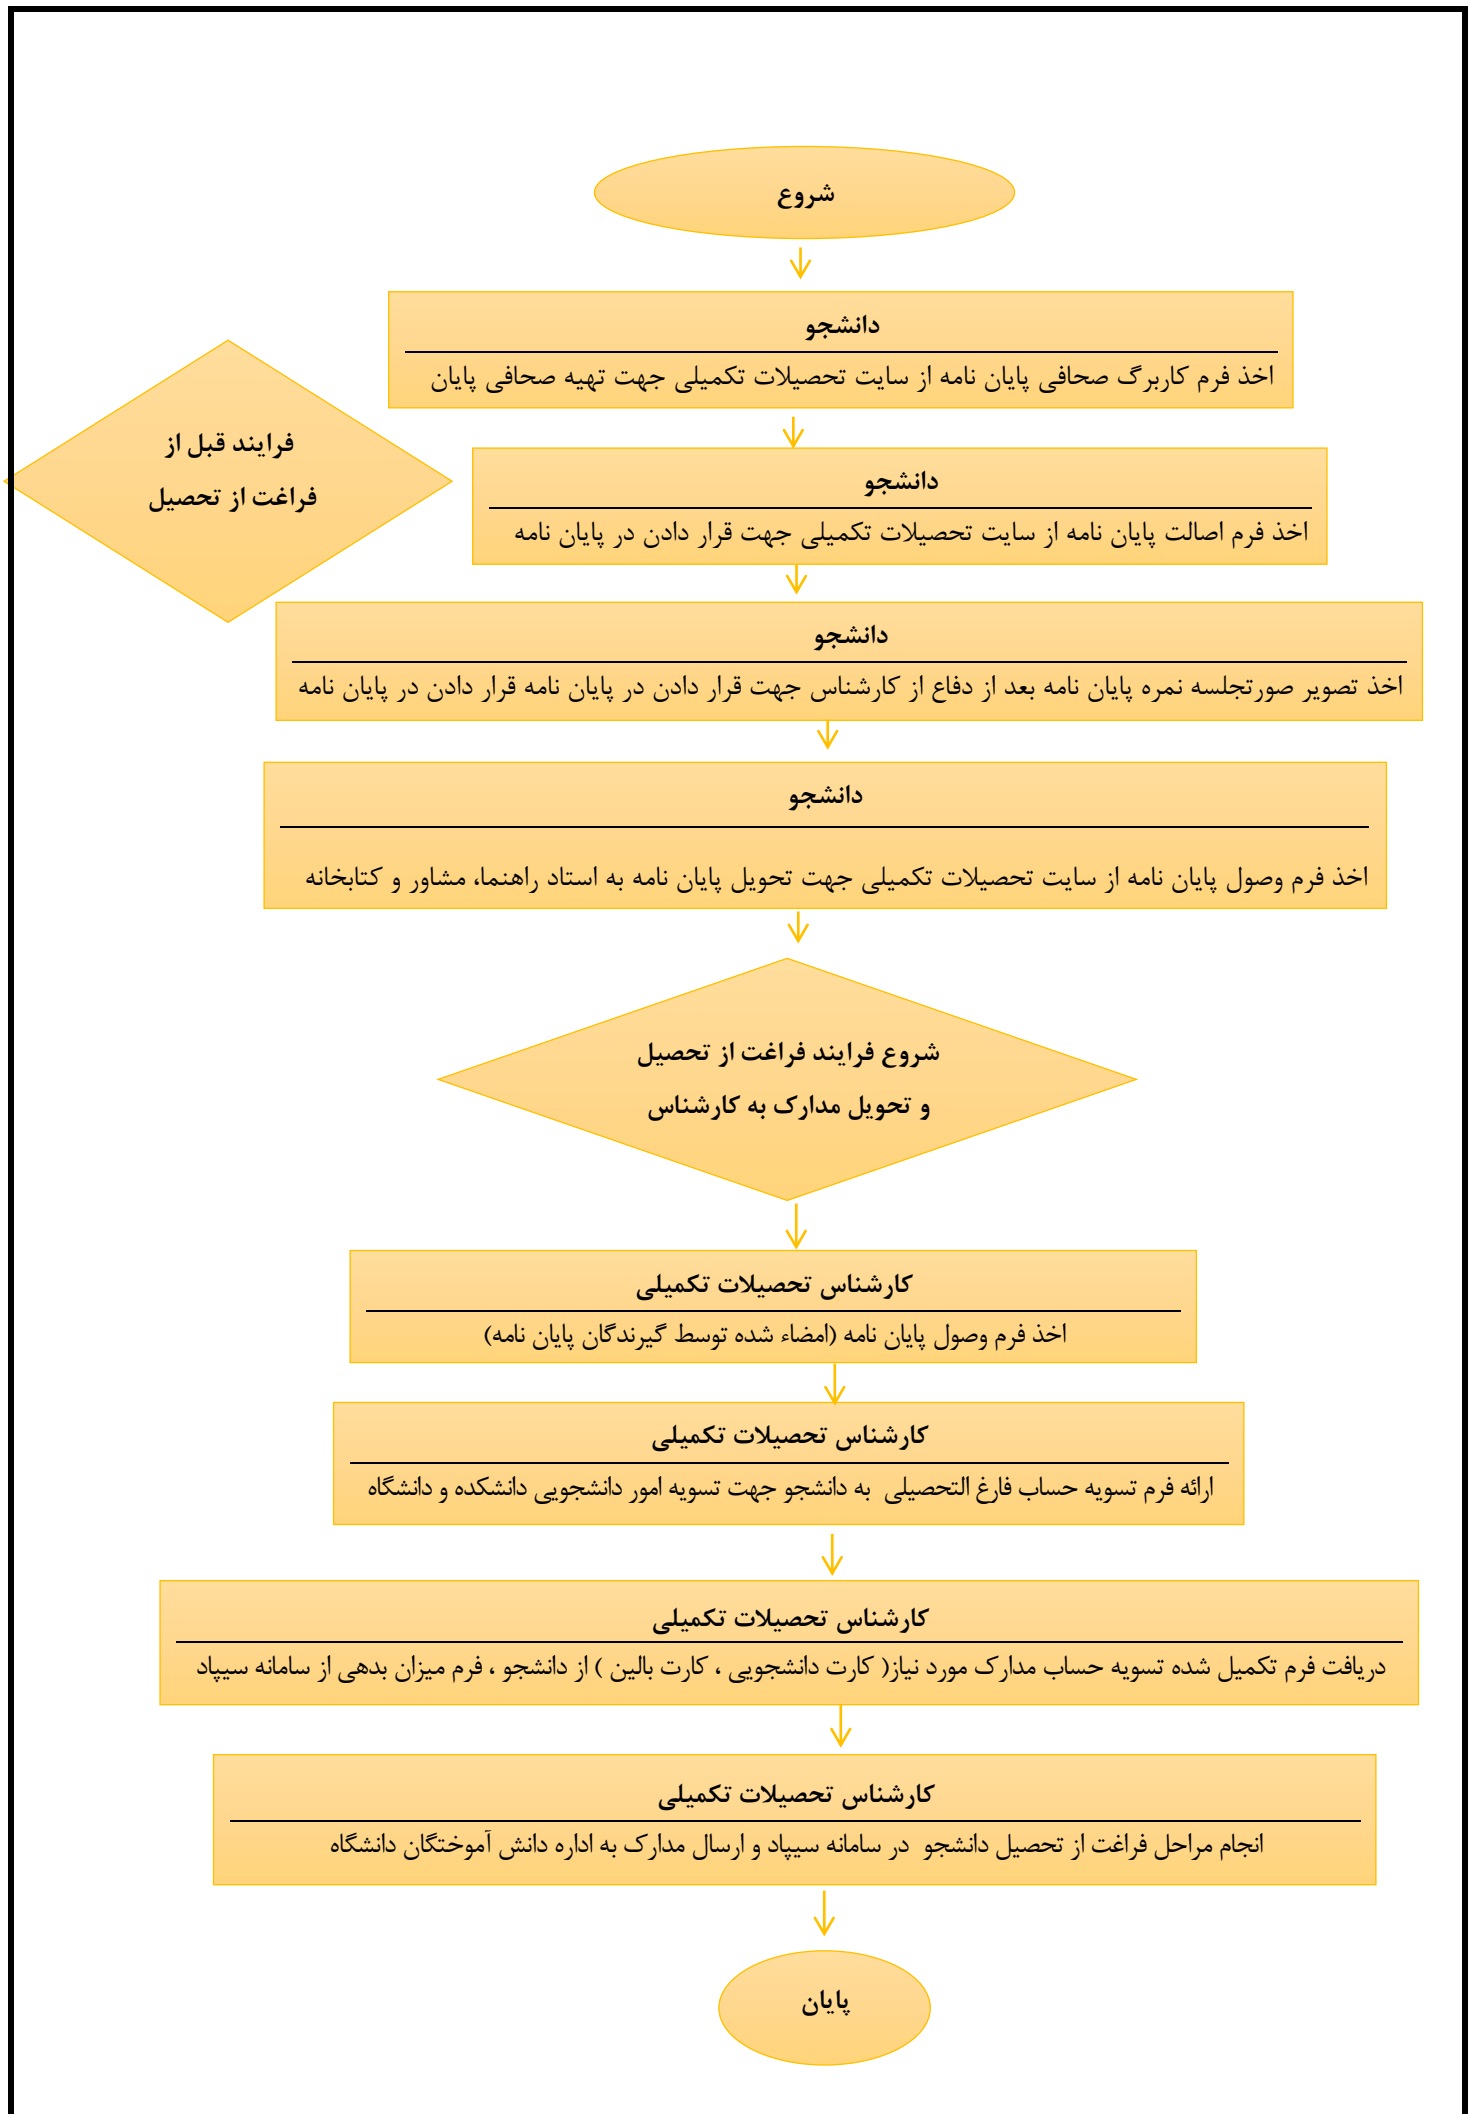 شروع
دانشجو
اخذ فرم کاربرگ صحافی پایان نامه از سایت تحصیلات تکمیلی جهت تهیه صحافی پایان
فرایند قبل از
فراغت از تحصیل
دانشجو
اخذ فرم اصالت پایان نامه از سایت تحصیلات تکمیلی جهت قرار دادن در پایان نامه
دانشجو
اخذ تصویر صورتجلسه نمره پایان نامه بعد از دفاع از کارشناس جهت قرار دادن در پایان نامه قرار دادن در پایان نامه
دانشجو
اخذ فرم وصول پایان نامه از سایت تحصیلات تکمیلی جهت تحویل پایان نامه به استاد راهنما، مشاور و کتابخانه
شروع فرایند فراغت از تحصیل
و تحویل مدارک به کارشناس
کارشناس تحصیلات تکمیلی
اخذ فرم وصول پایان نامه (امضاء شده توسط گیرندگان پایان نامه)
کارشناس تحصیلات تکمیلی
ارائه فرم تسویه حساب فارغ التحصیلی  به دانشجو جهت تسویه امور دانشجویی دانشکده و دانشگاه
کارشناس تحصیلات تکمیلی
دریافت فرم تکمیل شده تسویه حساب مدارک مورد نیاز( کارت دانشجویی ، کارت بالین ) از دانشجو ، فرم میزان بدهی از سامانه سیپاد
کارشناس تحصیلات تکمیلی
انجام مراحل فراغت از تحصیل دانشجو  در سامانه سیپاد و ارسال مدارک به اداره دانش آموختگان دانشگاه
پایان